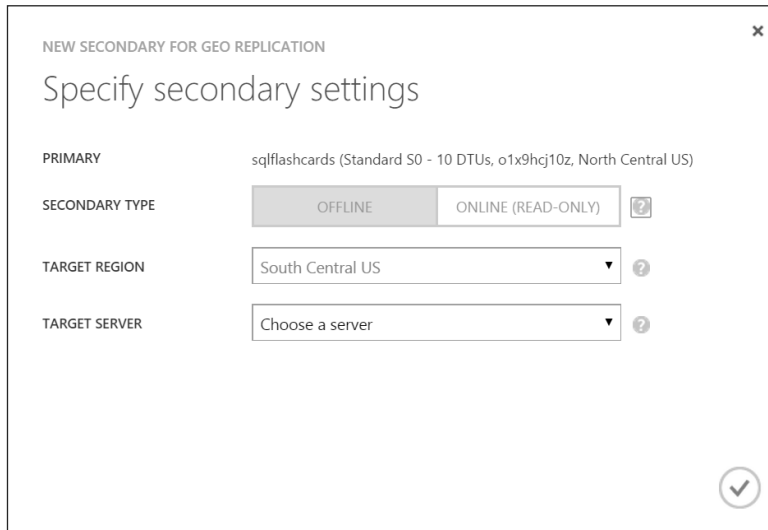 NEW SECONDARY FOR GEO REPLICATION
Specify secondary settings
PRIMARY sqlflashcards (Standard S0 - 10 DTUs, o1x9hcj10z, North Central US)
SECONDARY TYPE OFFLINE ONLINE (READ-ONLY) ?
TARGET REGION South Central US ?
TARGET SERVER Choose a server ?